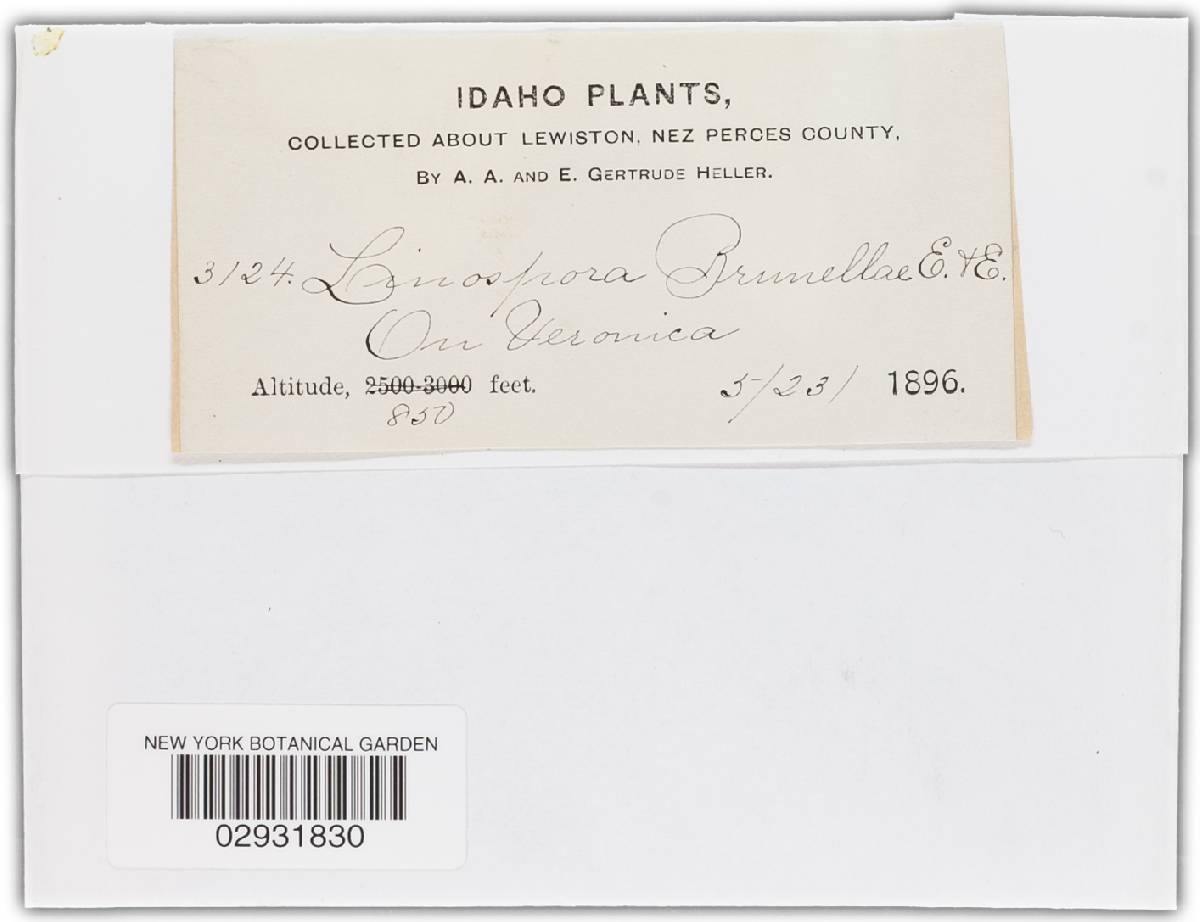 IDAHO PLANTS,
COLLECTED ABOUT LEWISTON, NEZ PERCES COUNTY,
BY A. A. AND E. GERTRUDE HELLER.
3124. Linospora Brunellae E. & E.
On Veronica
Altitude, 2500-3000 feet. 5/23/ 1896.
850
NEW YORK BOTANICAL GARDEN
02931830